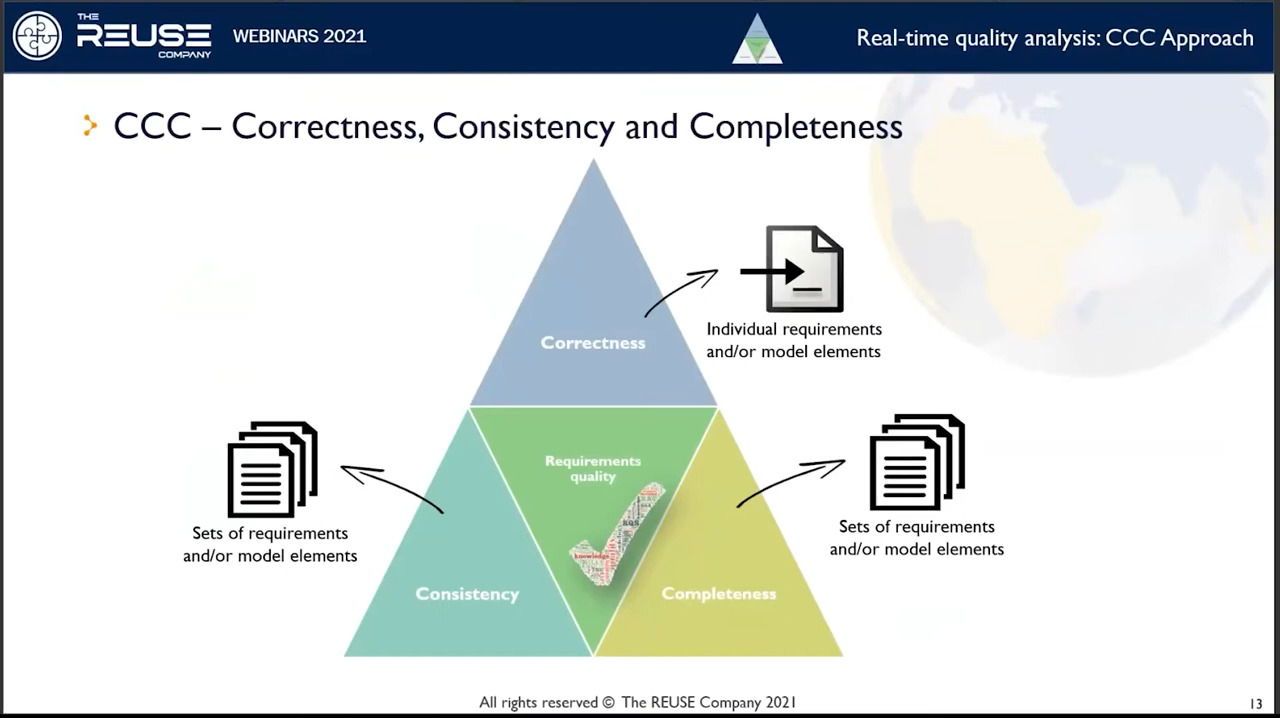 THE
REUSE
COMPANY
WEBINARS 2021
Real-time quality analysis: CCC Approach
CCC – Correctness, Consistency and Completeness
Individual requirements
and/or model elements
Correctness
Requirements
quality
knowledge
Sets of requirements
and/or model elements
Sets of requirements
and/or model elements
Consistency
Completeness
All rights reserved © The REUSE Company 2021
13